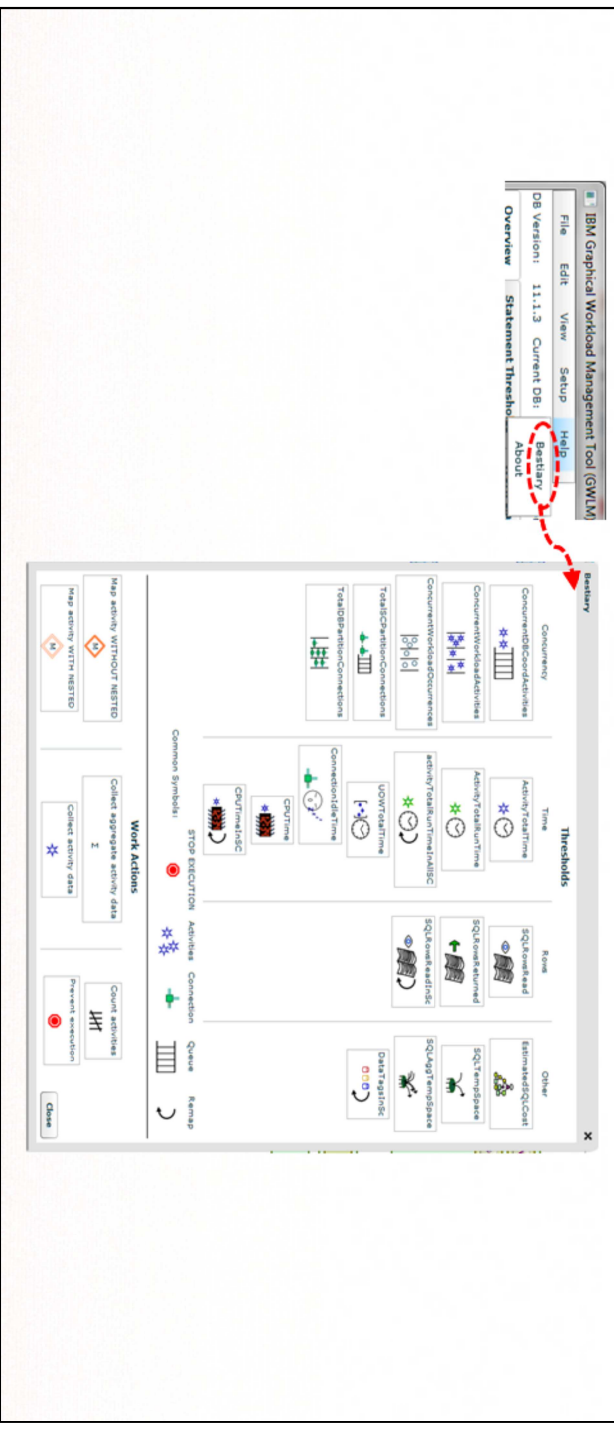 IBM Graphical Workload Management Tool (GWLM)
File Edit View Setup Help
DB Version: 11.1.3 Current DB:
Bestiary
Overview Statement Thresho
About
Bestiary
Thresholds
Concurrency Time Rows Other
ConcurrentDBCoordActivities ActivityTotalTime SQLRowsRead EstimatedSQLCost
ConcurrentWorkloadActivities ActivityTotalRunTime SQLRowsReturned SQLTempSpace
ConcurrentWorkloadOccurrences activityTotalRunTimeInAllSC SQLRowsReadInSc SQLAggTempSpace
TotalSCPartitionConnections UOWTotalTime DataTagsInSc
TotalDBPartitionConnections ConnectionIdleTime
CPUTime
CPUTimeInSC
Common Symbols: STOP EXECUTION Activities Connection Queue Remap
Work Actions
Map activity WITHOUT NESTED Collect aggregate activity data Count activities
M Σ
Map activity WITH NESTED Collect activity data Prevent execution
M
Close